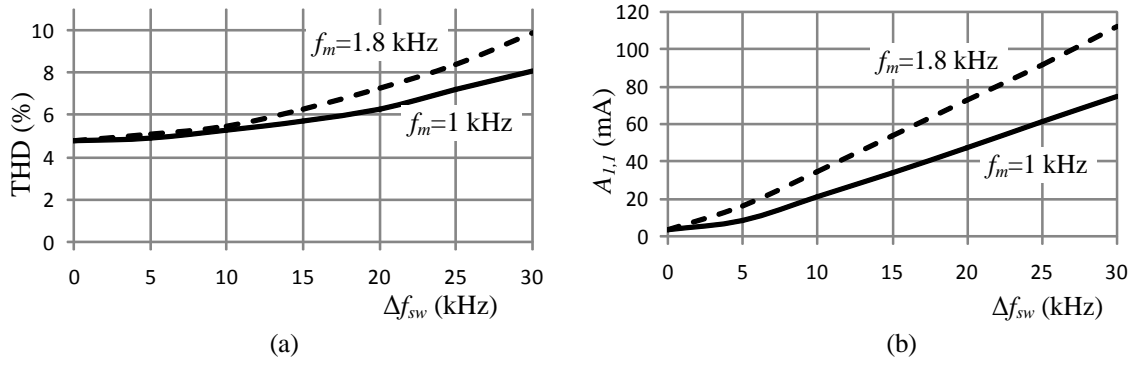 THD (%)
10
8
6
4
2
0
f_m=1.8 kHz
f_m=1 kHz
0 5 10 15 20 25 30
Δf_sw (kHz)
(a)
A_1,1 (mA)
120
100
80
60
40
20
0
f_m=1.8 kHz
f_m=1 kHz
0 5 10 15 20 25 30
Δf_sw (kHz)
(b)